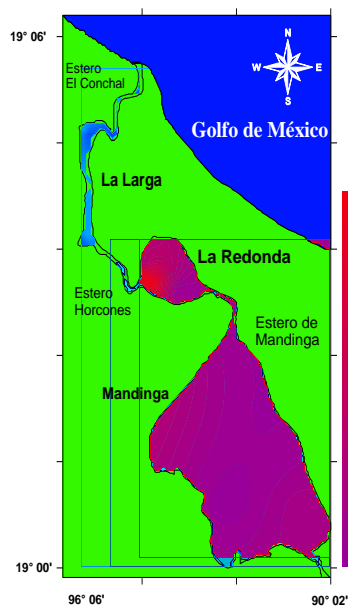 19° 06'
N
W E
S
Estero
El Conchal
Golfo de México
La Larga
La Redonda
Estero
Horcones
Estero de
Mandinga
Mandinga
19° 00'
96° 06' 90° 02'